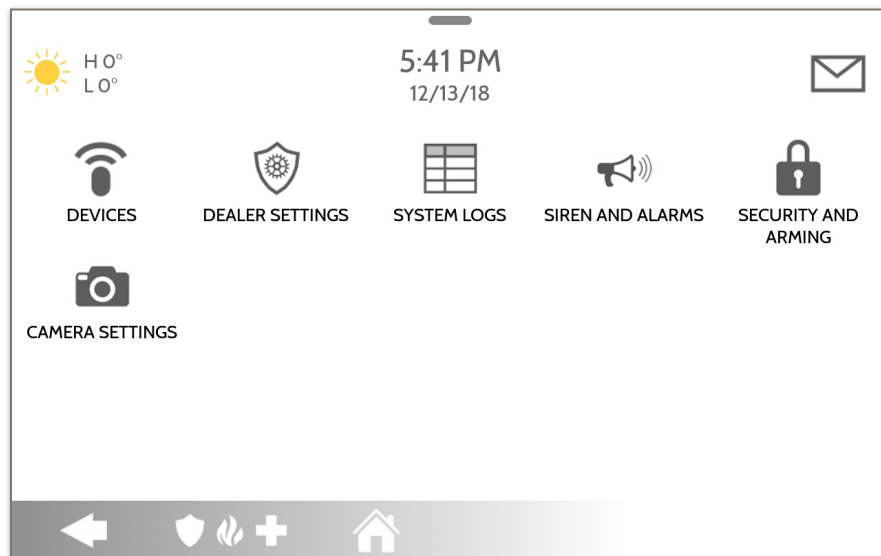 H 0°
L 0°
5:41 PM
12/13/18
DEVICES
DEALER SETTINGS
SYSTEM LOGS
SIREN AND ALARMS
SECURITY AND
ARMING
CAMERA SETTINGS